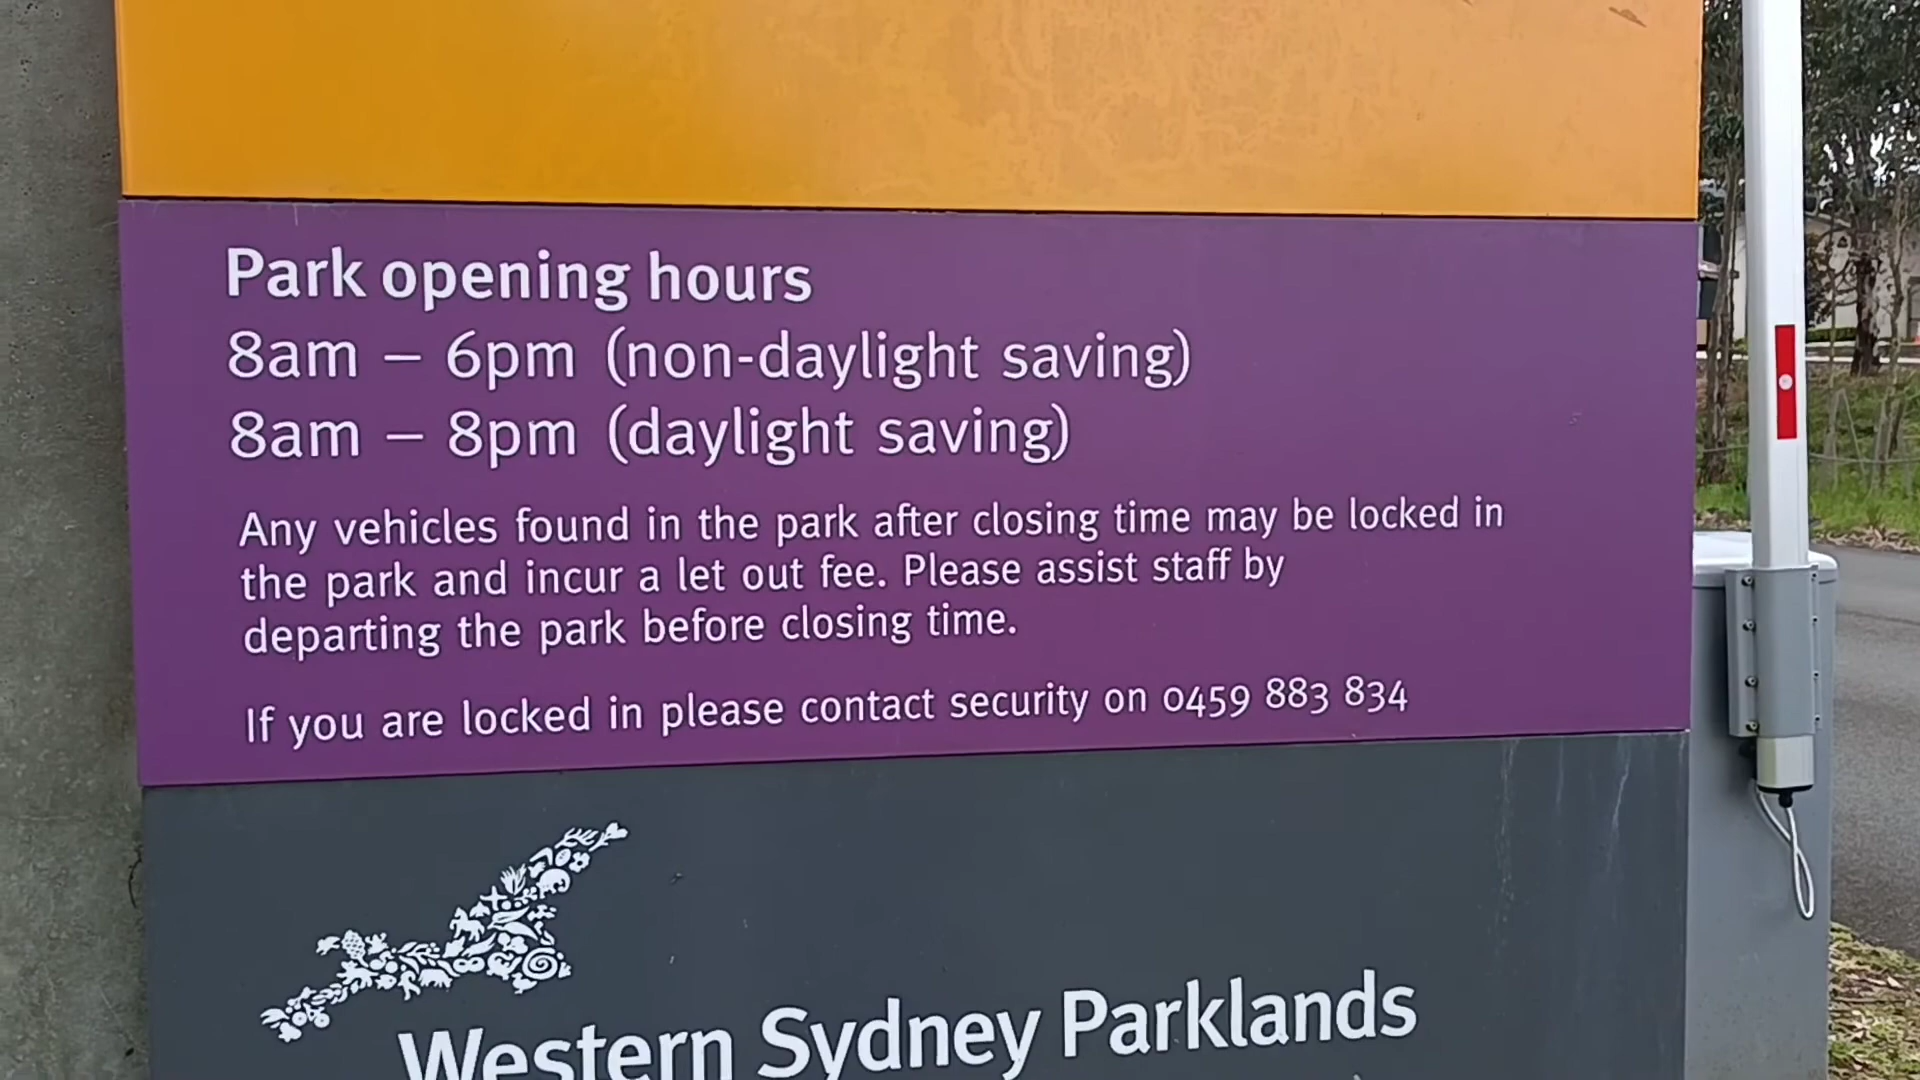 Park opening hours
8am – 6pm (non-daylight saving)
8am – 8pm (daylight saving)
Any vehicles found in the park after closing time may be locked in
the park and incur a let out fee. Please assist staff by
departing the park before closing time.
If you are locked in please contact security on 0459 883 834
Western Sydney Parklands